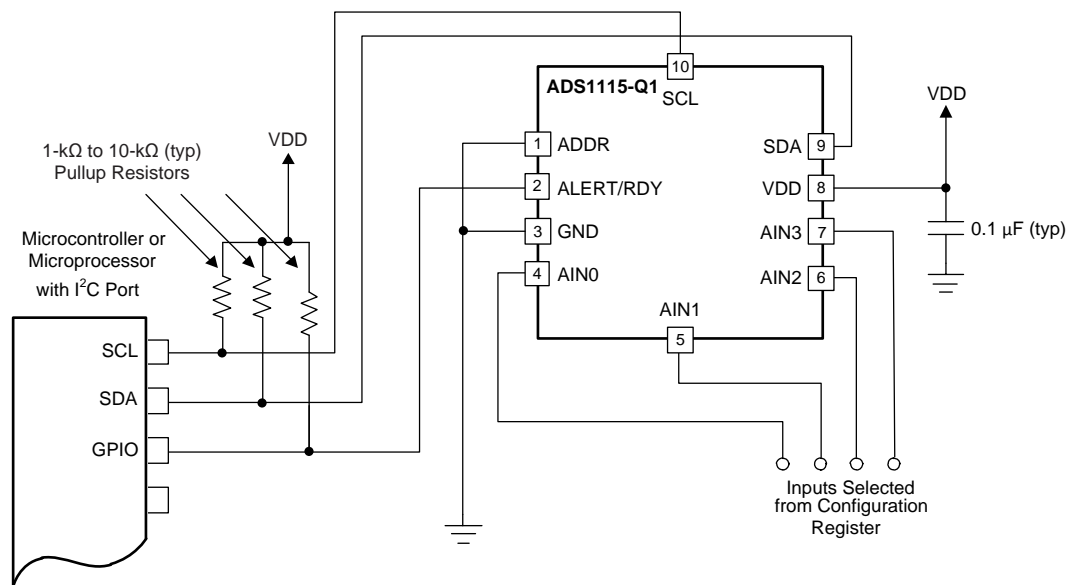 10
ADS1115-Q1
SCL
VDD
1-kΩ to 10-kΩ (typ)
Pullup Resistors
VDD
1 ADDR
SDA 9
2 ALERT/RDY
VDD 8
Microcontroller or
Microprocessor
with I²C Port
3 GND
AIN3 7
0.1 μF (typ)
4 AIN0
AIN2 6
AIN1
5
SCL
SDA
GPIO
Inputs Selected
from Configuration
Register